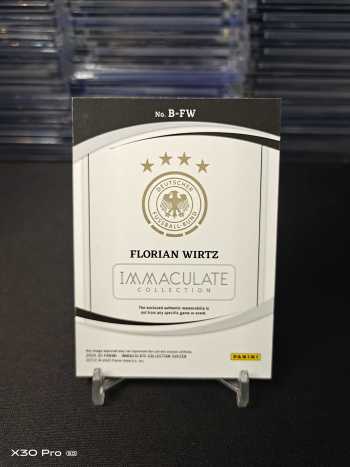 No. B-FW
DEUTSCHER
FUSSBALL-BUND
FLORIAN WIRTZ
IMMACULATE
COLLECTION
The enclosed authentic memorabilia is
not from any specific game or event.
PANINI
X30 Pro